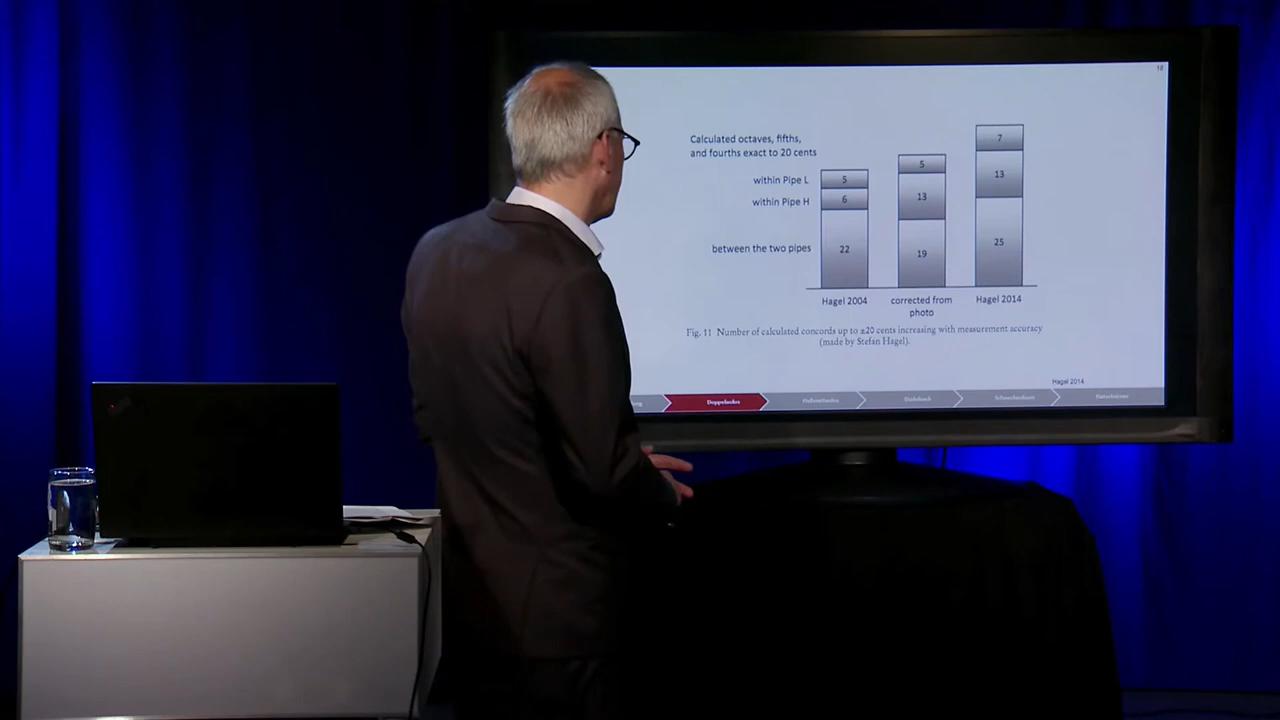 18
Calculated octaves, fifths,
and fourths exact to 20 cents
within Pipe L
within Pipe H
between the two pipes
5
6
22
5
13
19
7
13
25
Hagel 2004
corrected from
photo
Hagel 2014
Fig. 11 Number of calculated concords up to ±20 cents increasing with measurement accuracy
(made by Stefan Hagel).
Hagel 2014
Doppelaulos